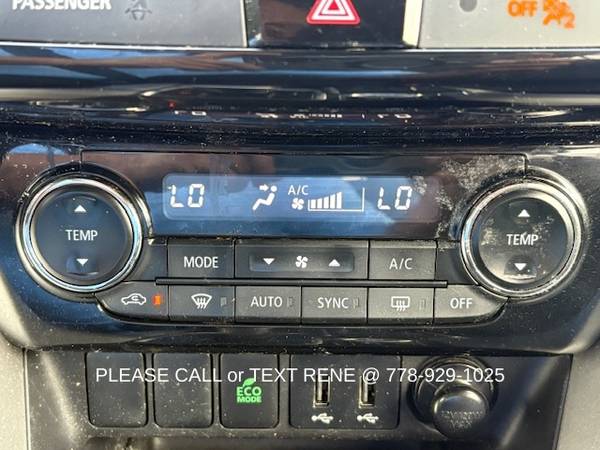 PASSENGER
OFF 2
LO A/C LO
TEMP
TEMP
MODE A/C
AUTO SYNC OFF
PLEASE CALL or TEXT RENE @ 778-929-1025
ECO
MODE